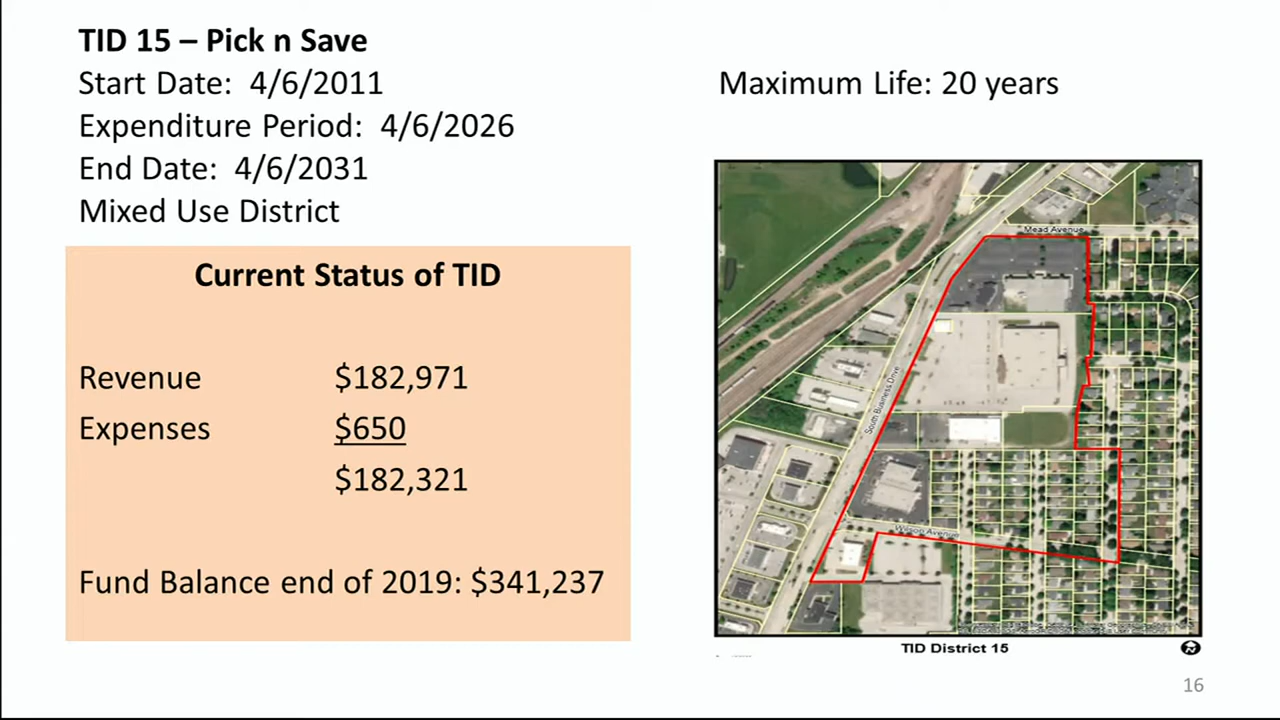 TID 15 – Pick n Save
Start Date: 4/6/2011
Maximum Life: 20 years
Expenditure Period: 4/6/2026
End Date: 4/6/2031
Mixed Use District
Current Status of TID
Revenue $182,971
Expenses $650
$182,321
Fund Balance end of 2019: $341,237
Mead Avenue
South Business Drive
Wilson Avenue
TID District 15
N
16